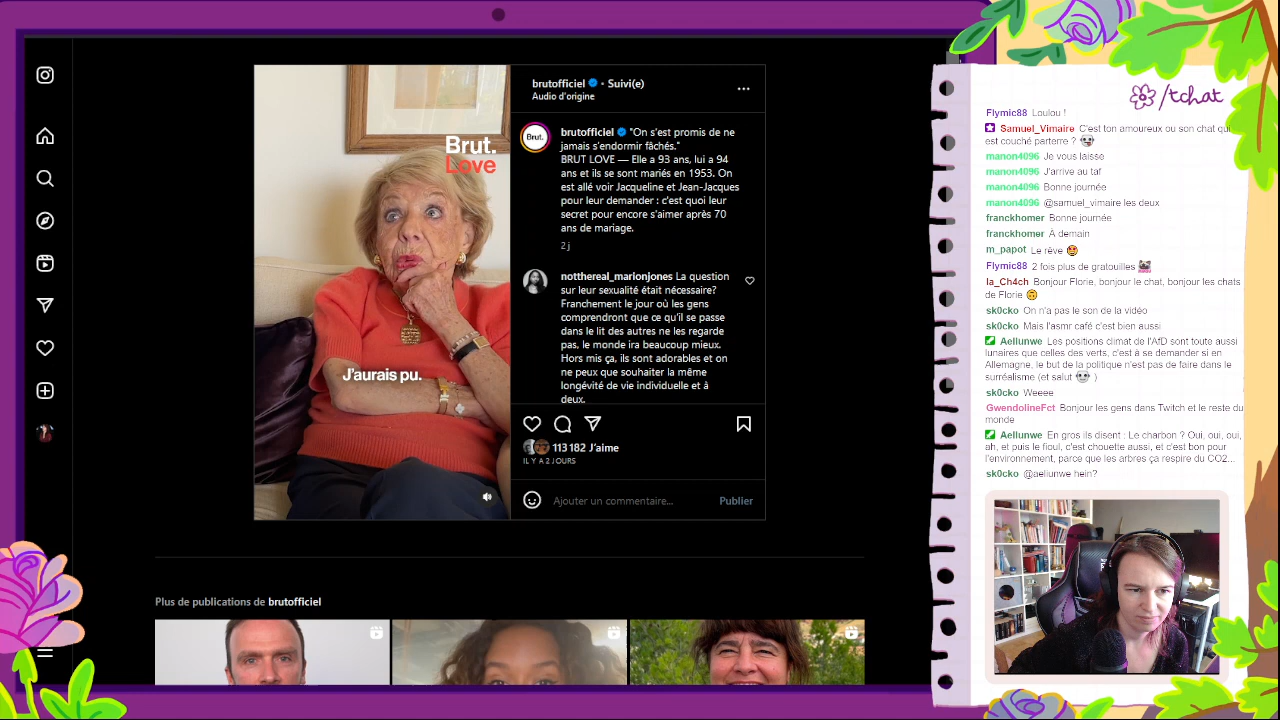 brutofficiel • Suivi(e)
Audio d'origine
Brut.
Love
J'aurais pu.
Brut.
brutofficiel "On s'est promis de ne
jamais s'endormir fâchés."
BRUT LOVE — Elle a 93 ans, lui a 94
ans et ils se sont mariés en 1953. On
est allé voir Jacqueline et Jean-Jacques
pour leur demander : c'est quoi leur
secret pour encore s'aimer après 70
ans de mariage.
2 j
notthereal_marionjones La question
sur leur sexualité était nécessaire?
Franchement le jour où les gens
comprendront que ce qu'il se passe
dans le lit des autres ne les regarde
pas, le monde ira beaucoup mieux.
Hors mis ça, ils sont adorables et on
ne peux que souhaiter la même
longévité de vie individuelle et à
deux.
113 182 J'aime
IL Y A 2 JOURS
Ajouter un commentaire... Publier
Plus de publications de brutofficiel
/tchat
Flymic88 Loulou !
Samuel_Vimaire C'est ton amoureux ou son chat qui
est couché parterre ?
manon4096 Je vous laisse
manon4096 J'arrive au taf
manon4096 Bonne journée
manon4096 @samuel_vimaire les deux
franckhomer Bonne journée
franckhomer À demain
m_papot Le rêve
Flymic88 2 fois plus de gratouilles
la_Ch4ch Bonjour Florie, bonjour le chat, bonjour les chats
de Florie
sk0cko On n'a pas le son de la vidéo
sk0cko Mais l'asmr café c'est bien aussi
Aeliunwe Les positions climat de l'AfD sont toute aussi
lunaires que celles des verts, c'est à se demander si en
Allemagne, le but de la politique n'est pas de faire dans le
surréalisme (et salut )
sk0cko Weeee
GwendolineFct Bonjour les gens dans Twitch et le reste du
monde
Aeliunwe En gros ils disent : Le charbon ? Oui, oui, oui,
ah, et puis le fioul, c'est chouette aussi, et c'est bon pour
l'environnement, parce que les arbres ça respire du CO2...
sk0cko @aeliunwe hein?